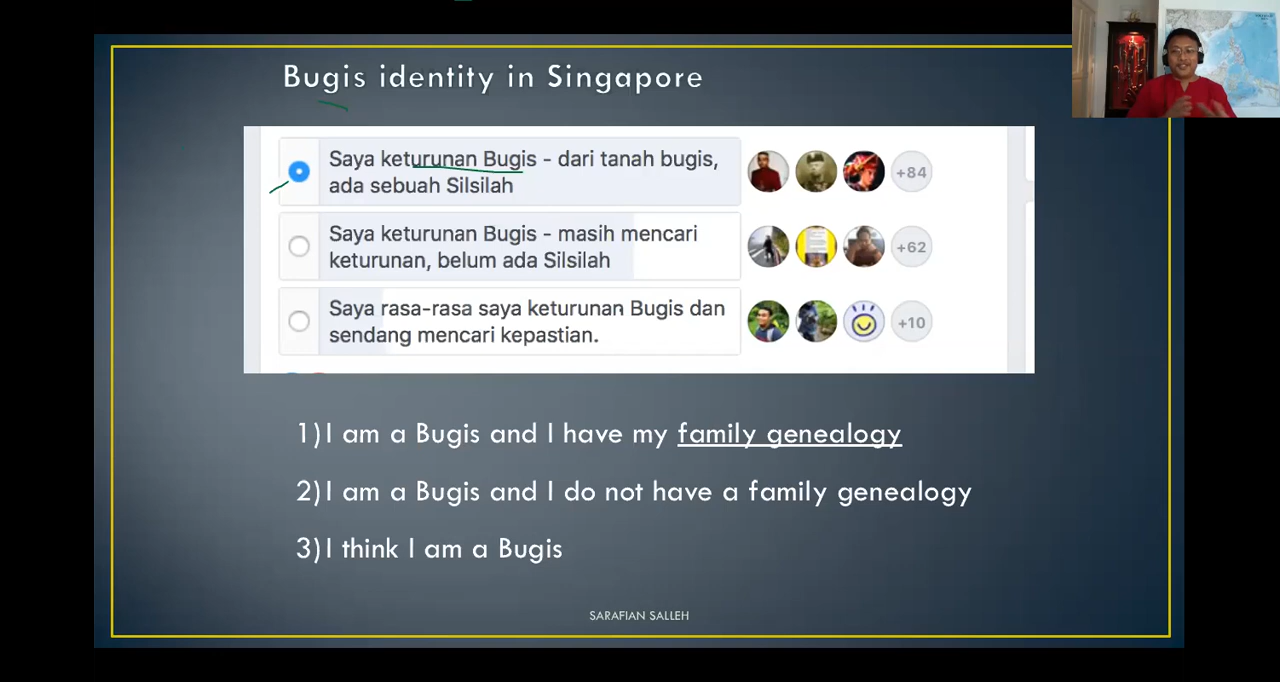 Bugis identity in Singapore
Saya keturunan Bugis - dari tanah bugis,
ada sebuah Silsilah
+84
Saya keturunan Bugis - masih mencari
keturunan, belum ada Silsilah
+62
Saya rasa-rasa saya keturunan Bugis dan
sendang mencari kepastian.
+10
1) I am a Bugis and I have my family genealogy
2) I am a Bugis and I do not have a family genealogy
3) I think I am a Bugis
SARAFIAN SALLEH